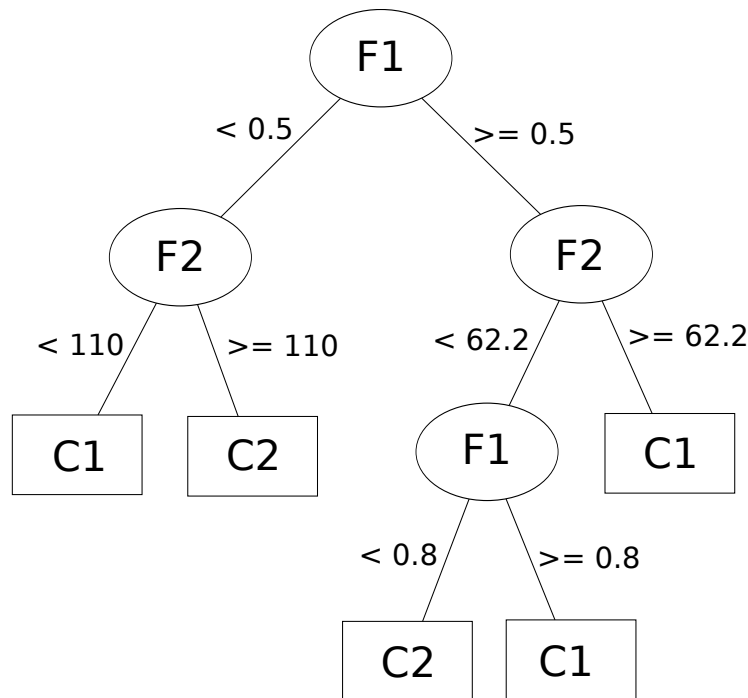 F1
< 0.5
>= 0.5
F2
F2
< 110
>= 110
< 62.2
>= 62.2
C1
C2
F1
C1
< 0.8
>= 0.8
C2
C1